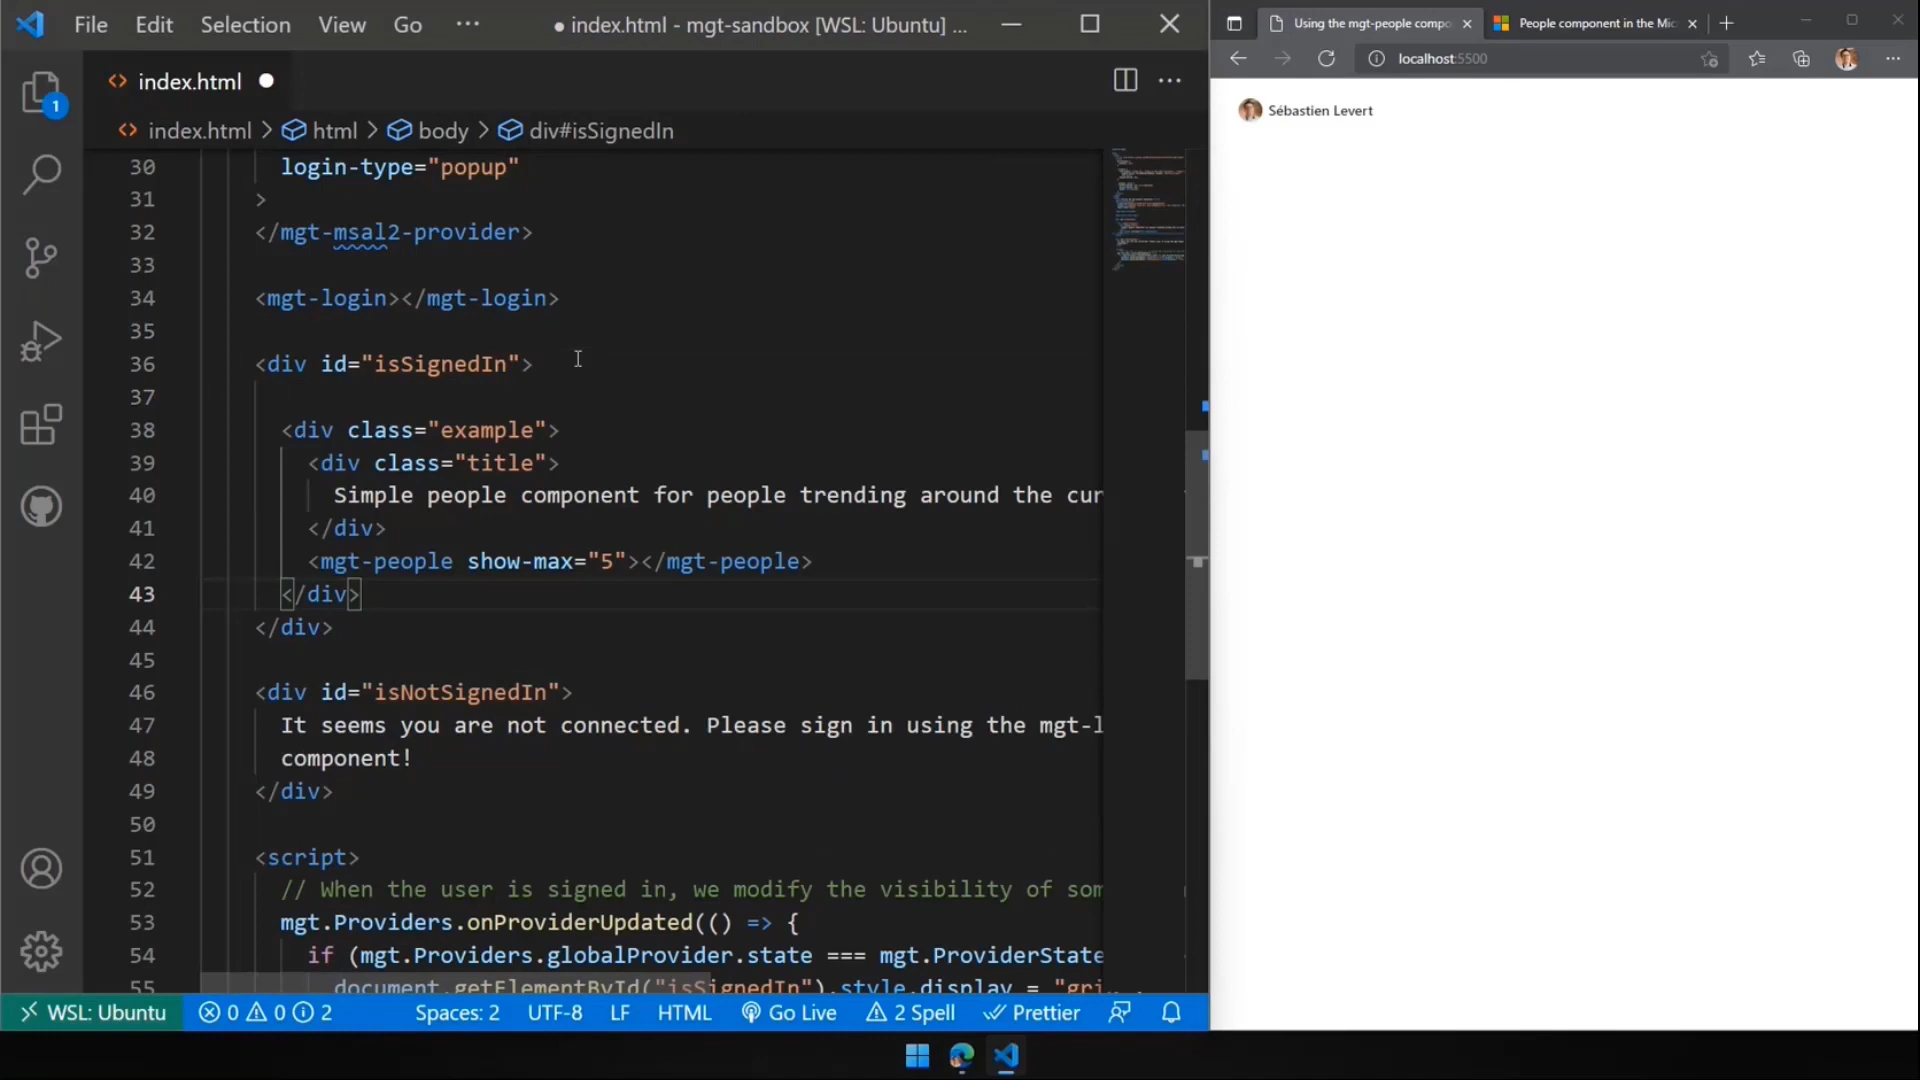 File Edit Selection View Go ··· ● index.html - mgt-sandbox [WSL: Ubuntu] ...
index.html
index.html > html > body > div#isSignedIn
1
30 login-type="popup"
31 >
32 </mgt-msal2-provider>
33
34 <mgt-login></mgt-login>
35
36 <div id="isSignedIn">
37
38 <div class="example">
39 <div class="title">
40 Simple people component for people trending around the cur
41 </div>
42 <mgt-people show-max="5"></mgt-people>
43 </div>
44 </div>
45
46 <div id="isNotSignedIn">
47 It seems you are not connected. Please sign in using the mgt-l
48 component!
49 </div>
50
51 <script>
52 // When the user is signed in, we modify the visibility of som
53 mgt.Providers.onProviderUpdated(() => {
54 if (mgt.Providers.globalProvider.state === mgt.ProviderState
55 document.getElementById("isSignedIn").style.display = "gri
WSL: Ubuntu 0 0 2 Spaces: 2 UTF-8 LF HTML Go Live 2 Spell Prettier
Using the mgt-people compo
People component in the Mic
localhost:5500
Sébastien Levert